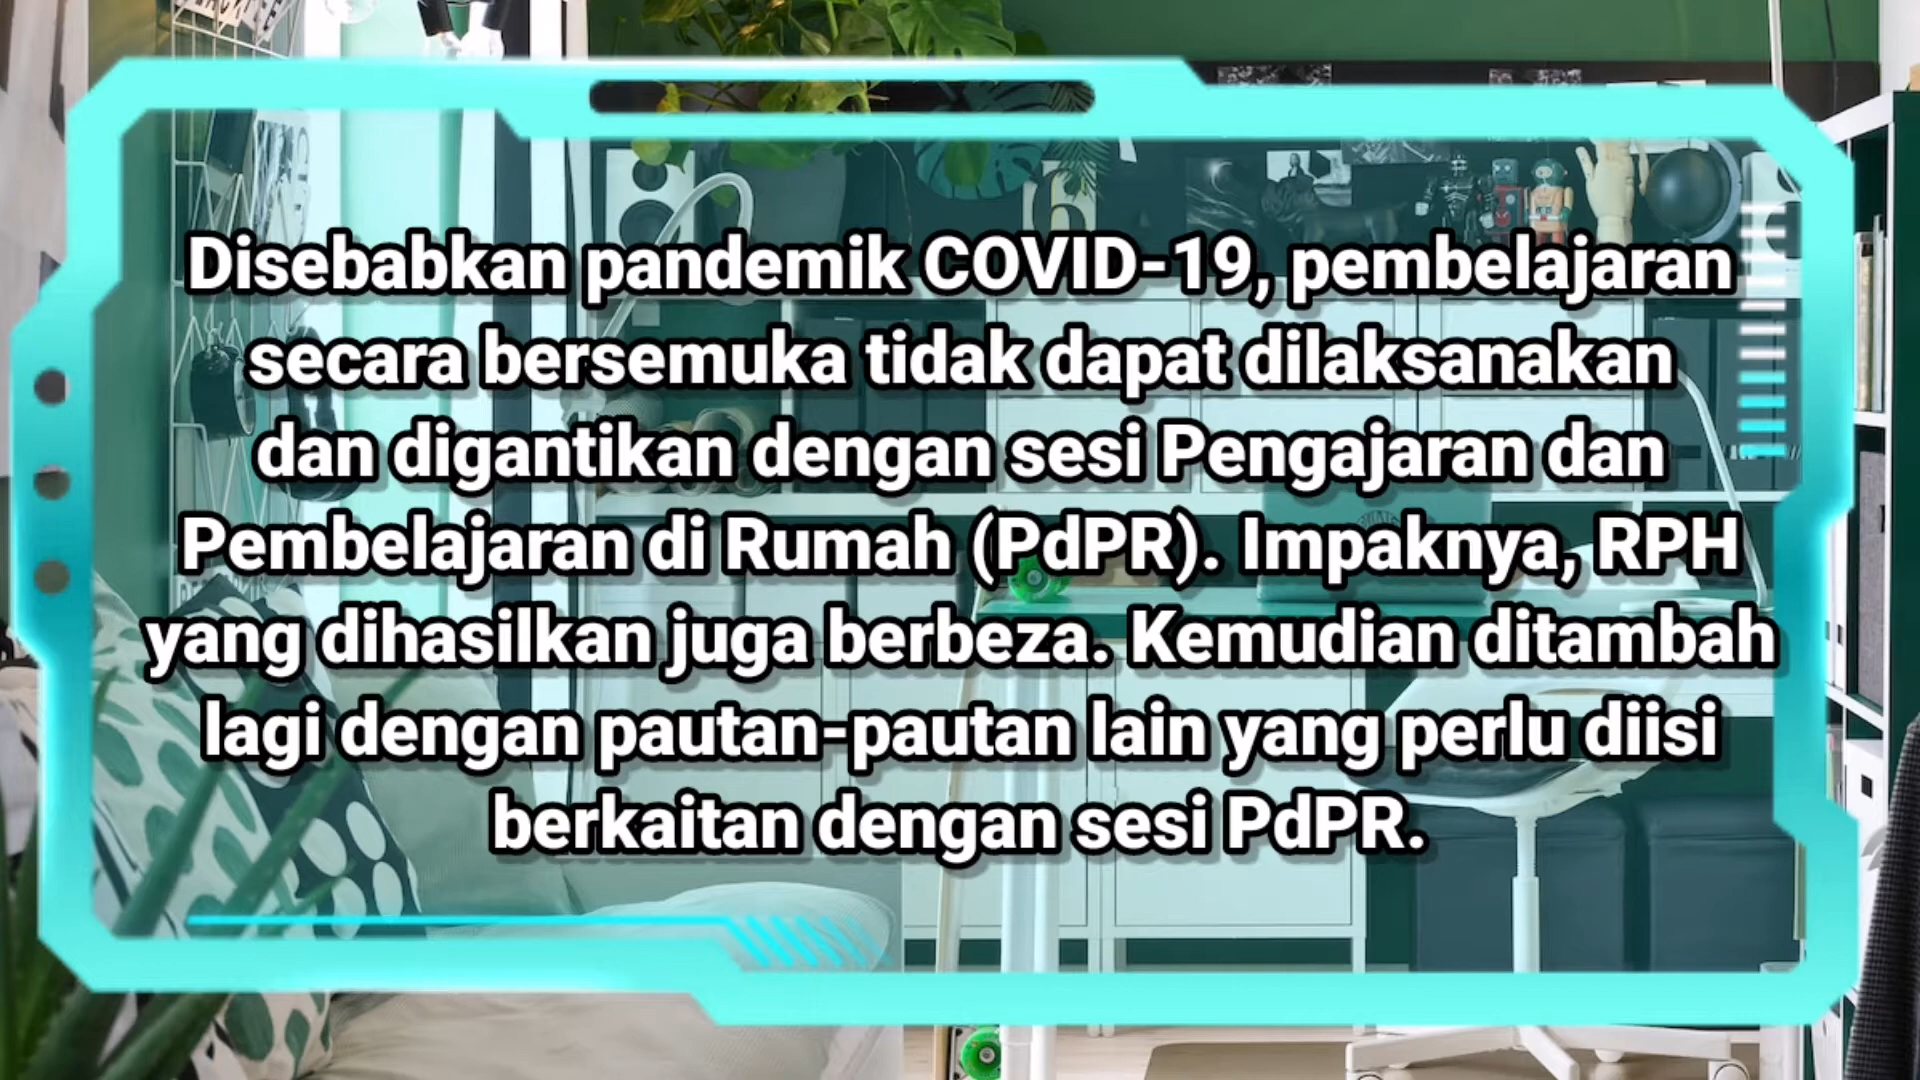 Disebabkan pandemik COVID-19, pembelajaran
secara bersemuka tidak dapat dilaksanakan
dan digantikan dengan sesi Pengajaran dan
Pembelajaran di Rumah (PdPR). Impaknya, RPH
yang dihasilkan juga berbeza. Kemudian ditambah
lagi dengan pautan-pautan lain yang perlu diisi
berkaitan dengan sesi PdPR.